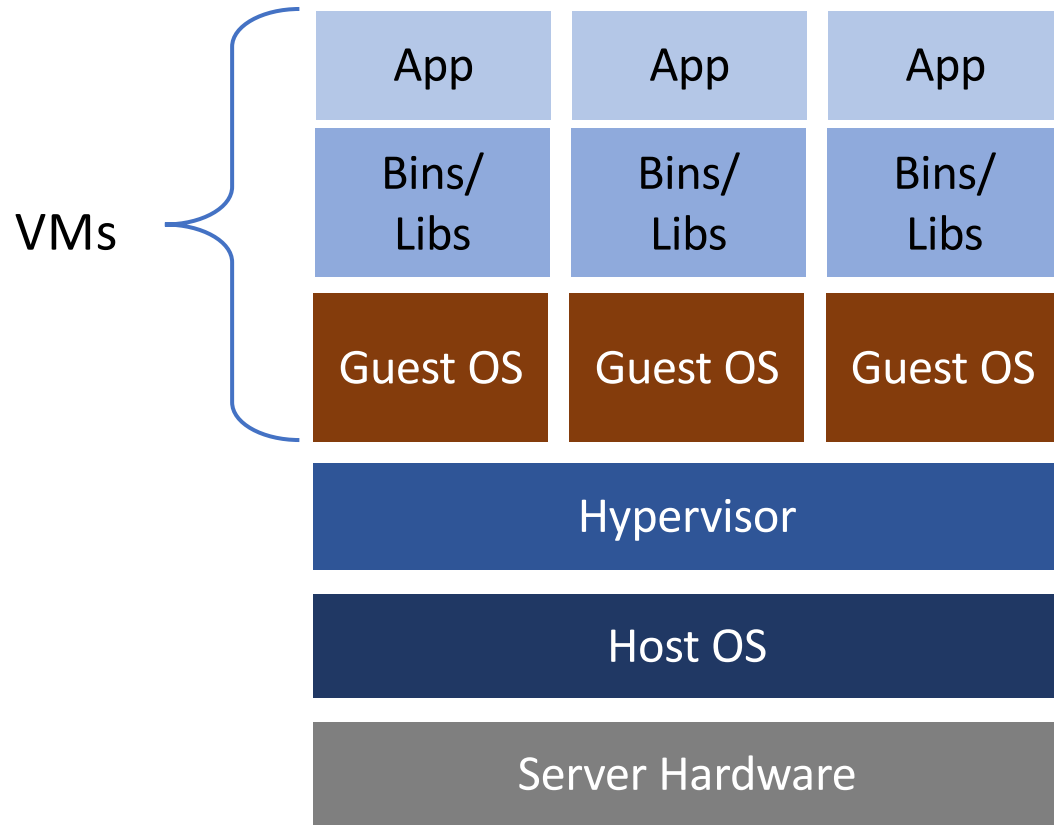 App
App
App
Bins/
Libs
Bins/
Libs
Bins/
Libs
VMs
Guest OS
Guest OS
Guest OS
Hypervisor
Host OS
Server Hardware